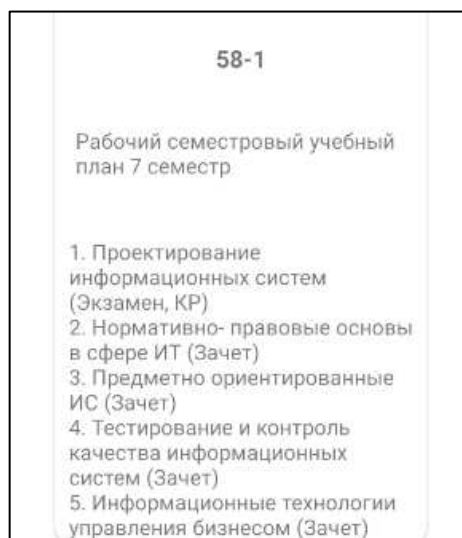 58-1
Рабочий семестровый учебный
план 7 семестр
1. Проектирование
информационных систем
(Экзамен, КР)
2. Нормативно- правовые основы
в сфере ИТ (Зачет)
3. Предметно ориентированные
ИС (Зачет)
4. Тестирование и контроль
качества информационных
систем (Зачет)
5. Информационные технологии
управления бизнесом (Зачет)